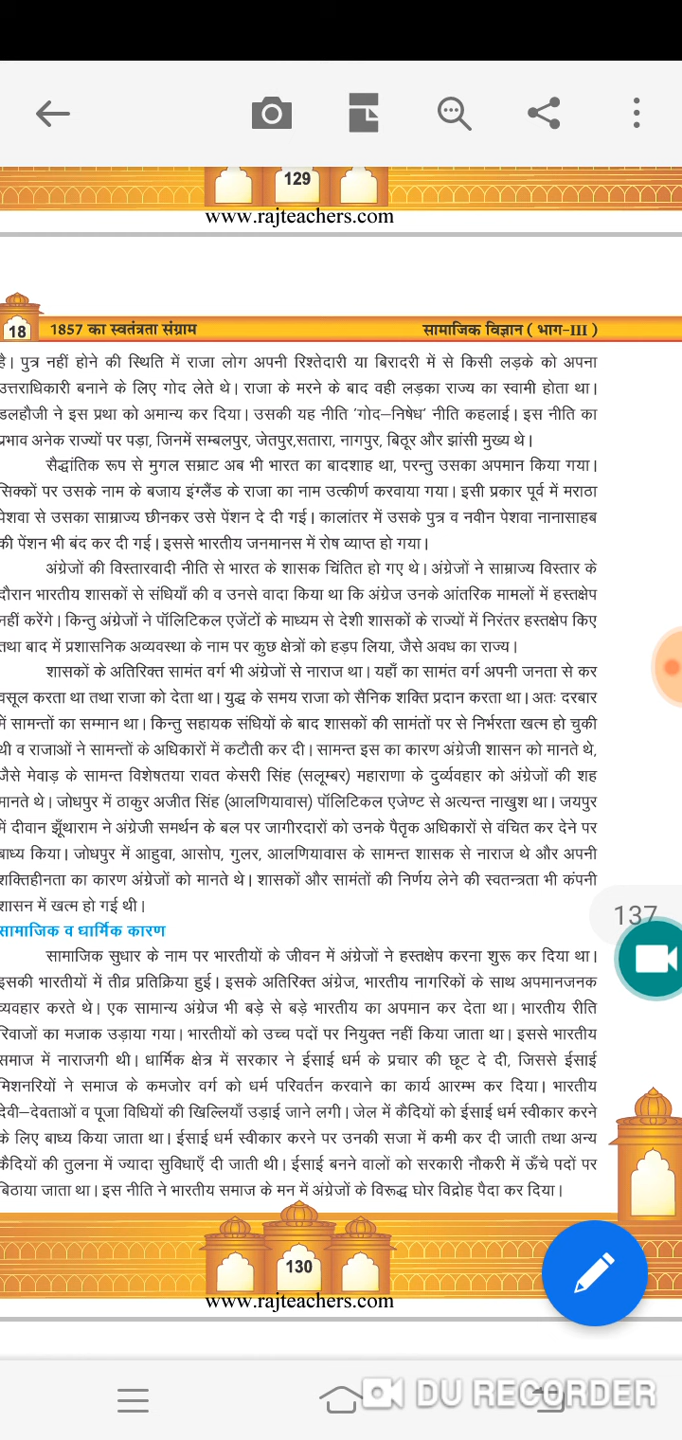 129
www.rajteachers.com
18 1857 का स्वतंत्रता संग्राम सामाजिक विज्ञान ( भाग-III )
है। पुत्र नहीं होने की स्थिति में राजा लोग अपनी रिश्तेदारी या बिरादरी में से किसी लड़के को अपना
उत्तराधिकारी बनाने के लिए गोद लेते थे। राजा के मरने के बाद वही लड़का राज्य का स्वामी होता था।
डलहौजी ने इस प्रथा को अमान्य कर दिया। उसकी यह नीति 'गोद–निषेध' नीति कहलाई। इस नीति का
प्रभाव अनेक राज्यों पर पड़ा, जिनमें सम्बलपुर, जेतपुर,सतारा, नागपुर, बिठूर और झांसी मुख्य थे।
सैद्धांतिक रूप से मुगल सम्राट अब भी भारत का बादशाह था, परन्तु उसका अपमान किया गया।
सिक्कों पर उसके नाम के बजाय इंग्लैंड के राजा का नाम उत्कीर्ण करवाया गया। इसी प्रकार पूर्व में मराठा
पेशवा से उसका साम्राज्य छीनकर उसे पेंशन दे दी गई। कालांतर में उसके पुत्र व नवीन पेशवा नानासाहब
की पेंशन भी बंद कर दी गई। इससे भारतीय जनमानस में रोष व्याप्त हो गया।
अंग्रेजों की विस्तारवादी नीति से भारत के शासक चिंतित हो गए थे। अंग्रेजों ने साम्राज्य विस्तार के
दौरान भारतीय शासकों से संधियाँ की व उनसे वादा किया था कि अंग्रेज उनके आंतरिक मामलों में हस्तक्षेप
नहीं करेंगे। किन्तु अंग्रेजों ने पॉलिटिकल एजेंटों के माध्यम से देशी शासकों के राज्यों में निरंतर हस्तक्षेप किए
तथा बाद में प्रशासनिक अव्यवस्था के नाम पर कुछ क्षेत्रों को हड़प लिया, जैसे अवध का राज्य।
शासकों के अतिरिक्त सामंत वर्ग भी अंग्रेजों से नाराज था। यहाँ का सामंत वर्ग अपनी जनता से कर
वसूल करता था तथा राजा को देता था। युद्ध के समय राजा को सैनिक शक्ति प्रदान करता था। अतः दरबार
में सामन्तों का सम्मान था। किन्तु सहायक संधियों के बाद शासकों की सामंतों पर से निर्भरता खत्म हो चुकी
थी व राजाओं ने सामन्तों के अधिकारों में कटौती कर दी। सामन्त इस का कारण अंग्रेजी शासन को मानते थे,
जैसे मेवाड़ के सामन्त विशेषतया रावत केसरी सिंह (सलूम्बर) महाराणा के दुर्व्यवहार को अंग्रेजों की शह
मानते थे। जोधपुर में ठाकुर अजीत सिंह (आलणियावास) पॉलिटिकल एजेण्ट से अत्यन्त नाखुश था। जयपुर
में दीवान झूँथाराम ने अंग्रेजी समर्थन के बल पर जागीरदारों को उनके पैतृक अधिकारों से वंचित कर देने पर
बाध्य किया। जोधपुर में आहुवा, आसोप, गुलर, आलणियावास के सामन्त शासक से नाराज थे और अपनी
शक्तिहीनता का कारण अंग्रेजों को मानते थे। शासकों और सामंतों की निर्णय लेने की स्वतन्त्रता भी कंपनी
शासन में खत्म हो गई थी।
137
सामाजिक व धार्मिक कारण
सामाजिक सुधार के नाम पर भारतीयों के जीवन में अंग्रेजों ने हस्तक्षेप करना शुरू कर दिया था।
इसकी भारतीयों में तीव्र प्रतिक्रिया हुई। इसके अतिरिक्त अंग्रेज, भारतीय नागरिकों के साथ अपमानजनक
व्यवहार करते थे। एक सामान्य अंग्रेज भी बड़े से बड़े भारतीय का अपमान कर देता था। भारतीय रीति
रिवाजों का मजाक उड़ाया गया। भारतीयों को उच्च पदों पर नियुक्त नहीं किया जाता था। इससे भारतीय
समाज में नाराजगी थी। धार्मिक क्षेत्र में सरकार ने ईसाई धर्म के प्रचार की छूट दे दी, जिससे ईसाई
मिशनरियों ने समाज के कमजोर वर्ग को धर्म परिवर्तन करवाने का कार्य आरम्भ कर दिया। भारतीय
देवी–देवताओं व पूजा विधियों की खिल्लियाँ उड़ाई जाने लगी। जेल में कैदियों को ईसाई धर्म स्वीकार करने
के लिए बाध्य किया जाता था। ईसाई धर्म स्वीकार करने पर उनकी सजा में कमी कर दी जाती तथा अन्य
कैदियों की तुलना में ज्यादा सुविधाएँ दी जाती थी। ईसाई बनने वालों को सरकारी नौकरी में ऊँचे पदों पर
बिठाया जाता था। इस नीति ने भारतीय समाज के मन में अंग्रेजों के विरूद्ध घोर विद्रोह पैदा कर दिया।
130
www.rajteachers.com
DU RECORDER